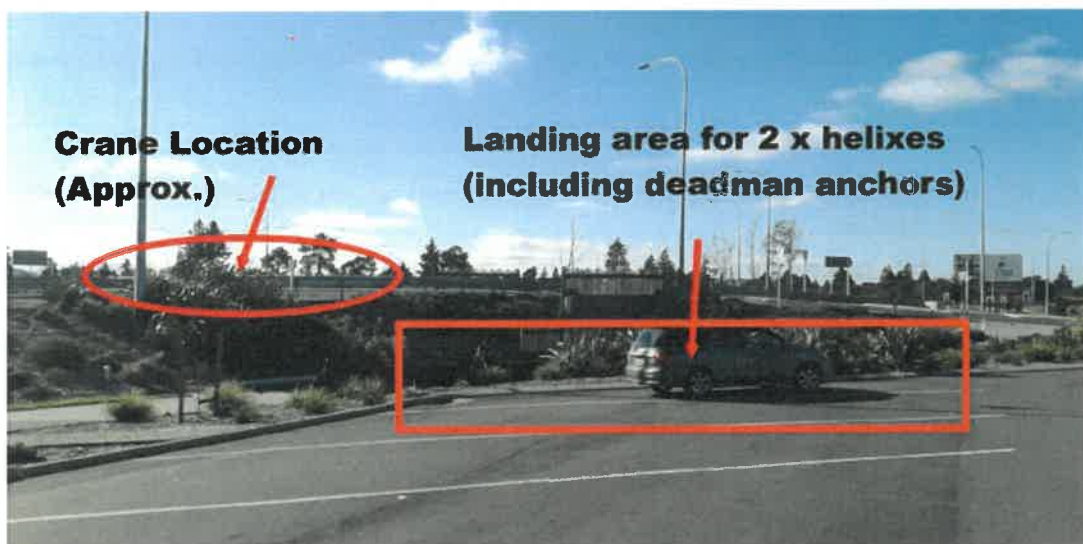 Crane Location
(Approx.)
Landing area for 2 x helixes
(including deadman anchors)